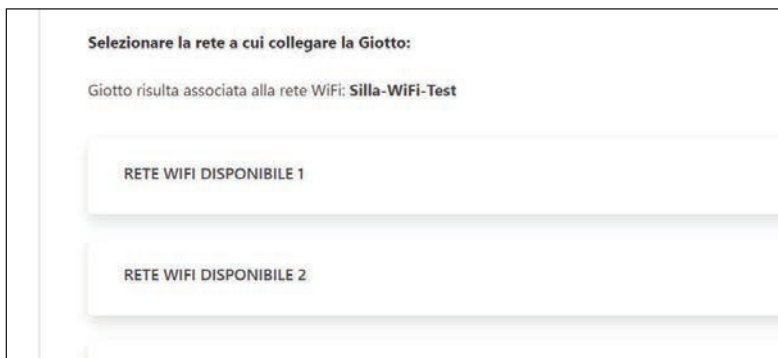 Selezionare la rete a cui collegare la Giotto:
Giotto risulta associata alla rete WiFi: Silla-WiFi-Test
RETE WIFI DISPONIBILE 1
RETE WIFI DISPONIBILE 2